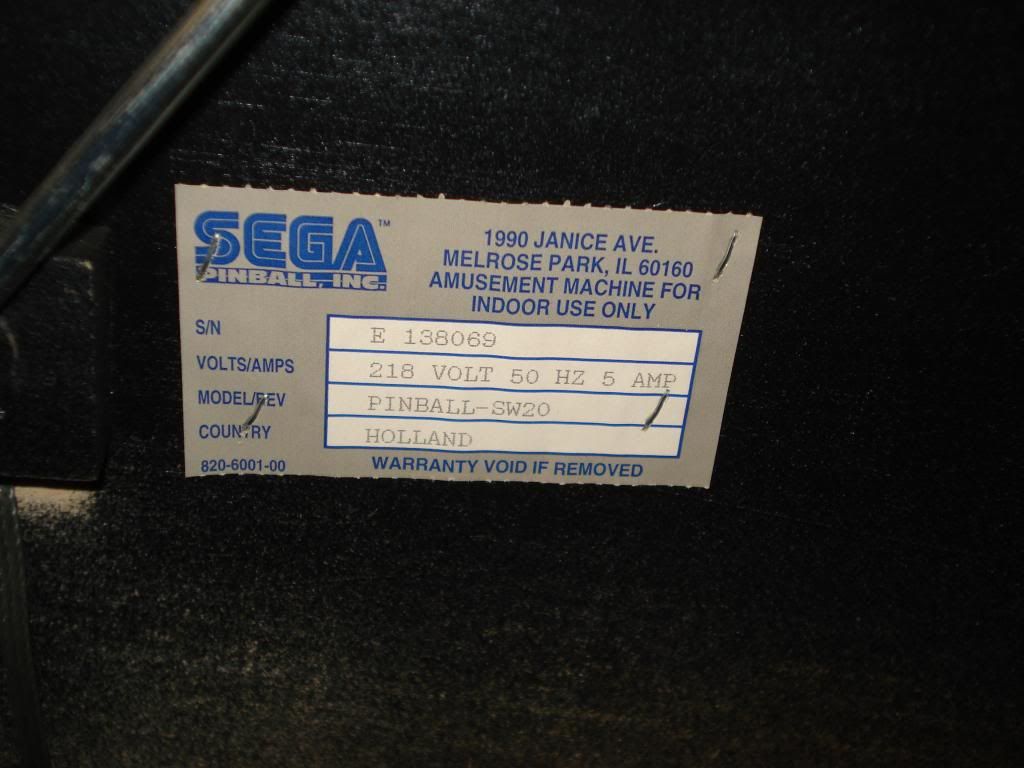 SEGA™
PINBALL, INC.
1990 JANICE AVE.
MELROSE PARK, IL 60160
AMUSEMENT MACHINE FOR
INDOOR USE ONLY
S/N E 138069
VOLTS/AMPS 218 VOLT 50 HZ 5 AMP
MODEL/REV PINBALL-SW20
COUNTRY HOLLAND
820-6001-00 WARRANTY VOID IF REMOVED